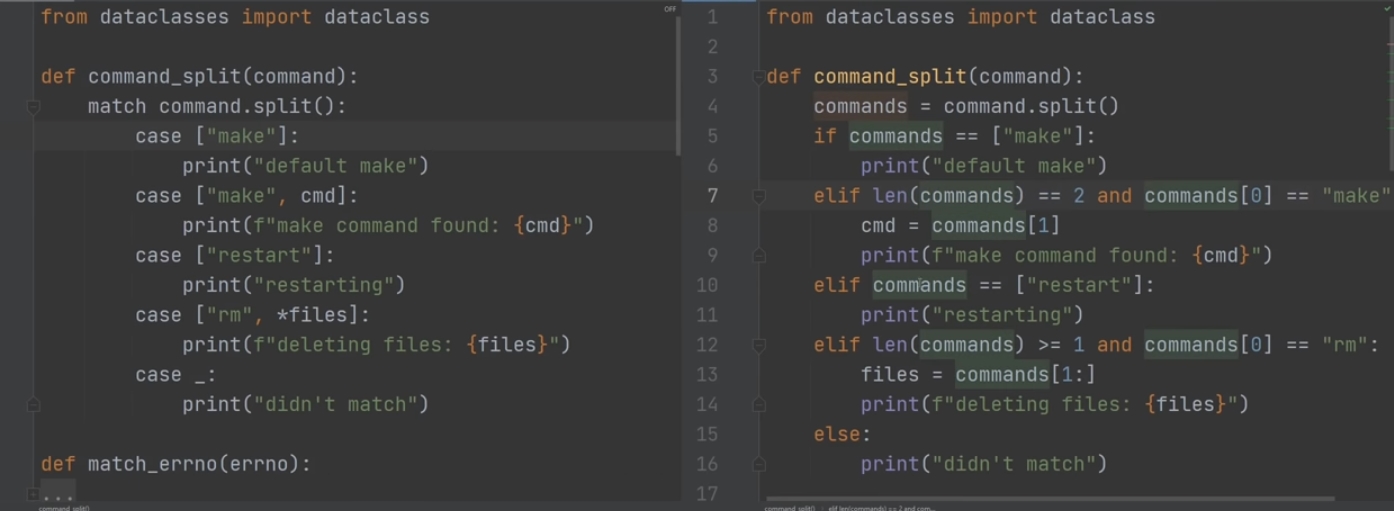 from dataclasses import dataclass
def command_split(command):
match command.split():
case ["make"]:
print("default make")
case ["make", cmd]:
print(f"make command found: {cmd}")
case ["restart"]:
print("restarting")
case ["rm", *files]:
print(f"deleting files: {files}")
case _:
print("didn't match")
def match_errno(errno):
...
command_split()
OFF
1 from dataclasses import dataclass
2
3 def command_split(command):
4 commands = command.split()
5 if commands == ["make"]:
6 print("default make")
7 elif len(commands) == 2 and commands[0] == "make"
8 cmd = commands[1]
9 print(f"make command found: {cmd}")
10 elif commands == ["restart"]:
11 print("restarting")
12 elif len(commands) >= 1 and commands[0] == "rm":
13 files = commands[1:]
14 print(f"deleting files: {files}")
15 else:
16 print("didn't match")
17
command_split() › elif len(commands) == 2 and com...